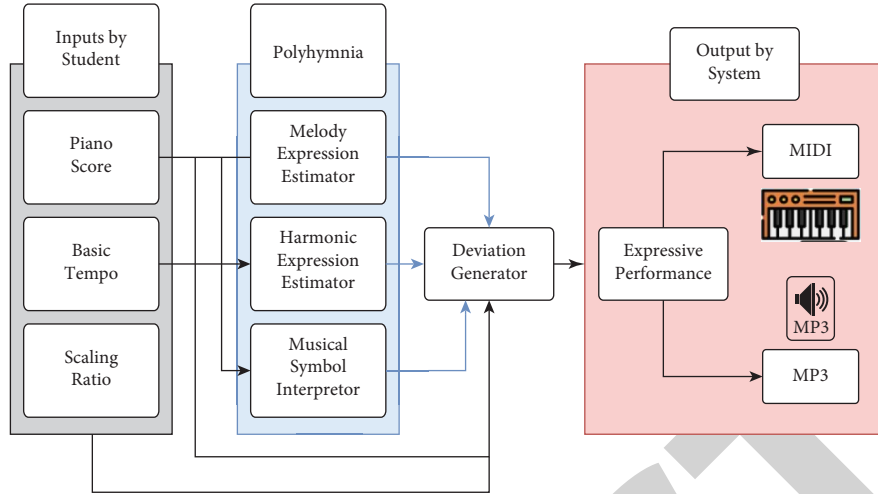 Inputs by
Student
Piano
Score
Basic
Tempo
Scaling
Ratio
Polyhymnia
Melody
Expression
Estimator
Harmonic
Expression
Estimator
Musical
Symbol
Interpretor
Deviation
Generator
Output by
System
Expressive
Performance
MIDI
MP3
MP3